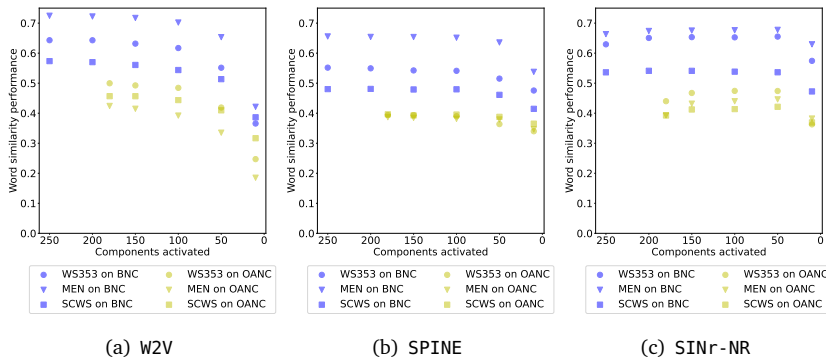 Word similarity performance
0.7
0.6
0.5
0.4
0.3
0.2
0.1
0.0
250 200 150 100 50 0
Components activated
WS353 on BNC WS353 on OANC
MEN on BNC MEN on OANC
SCWS on BNC SCWS on OANC
(a) W2V
Word similarity performance
0.7
0.6
0.5
0.4
0.3
0.2
0.1
0.0
250 200 150 100 50 0
Components activated
WS353 on BNC WS353 on OANC
MEN on BNC MEN on OANC
SCWS on BNC SCWS on OANC
(b) SPINE
Word similarity performance
0.7
0.6
0.5
0.4
0.3
0.2
0.1
0.0
250 200 150 100 50 0
Components activated
WS353 on BNC WS353 on OANC
MEN on BNC MEN on OANC
SCWS on BNC SCWS on OANC
(c) SINr-NR